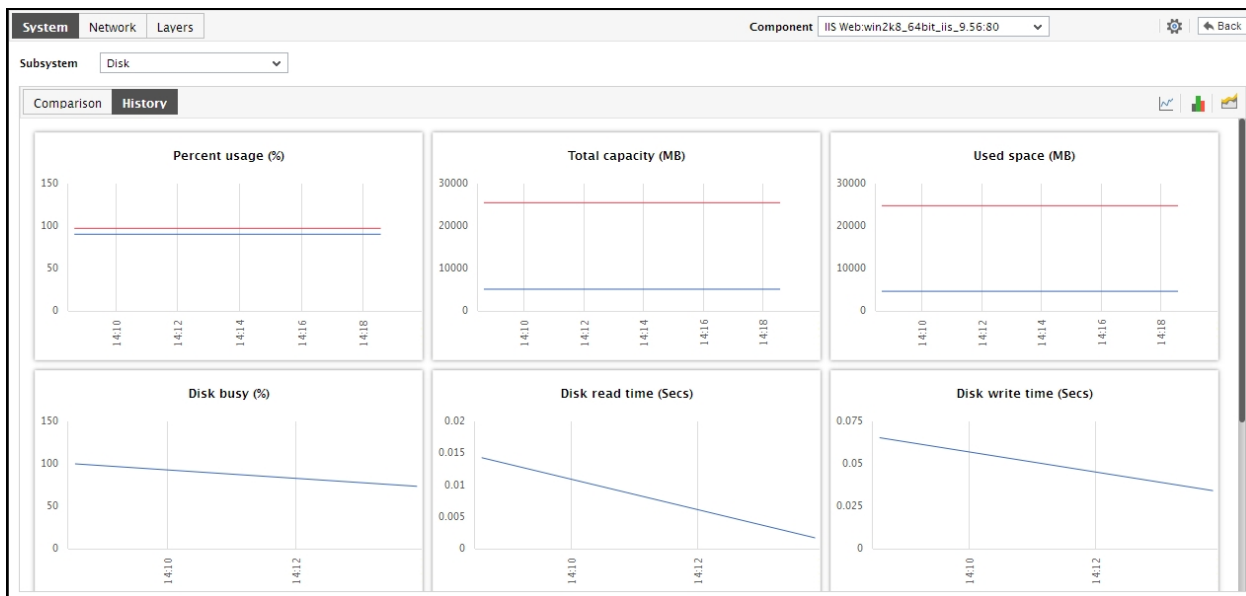 System Network Layers Component IIS Web:win2k8_64bit_iis_9.56:80 Back
Subsystem Disk
Comparison History
Percent usage (%)
150
100
50
0
14:10 14:12 14:14 14:16 14:18
Total capacity (MB)
30000
20000
10000
0
14:10 14:12 14:14 14:16 14:18
Used space (MB)
30000
20000
10000
0
14:10 14:12 14:14 14:16 14:18
Disk busy (%)
150
100
50
0
14:10 14:12
Disk read time (Secs)
0.02
0.015
0.01
0.005
0
14:10 14:12
Disk write time (Secs)
0.075
0.05
0.025
0
14:10 14:12